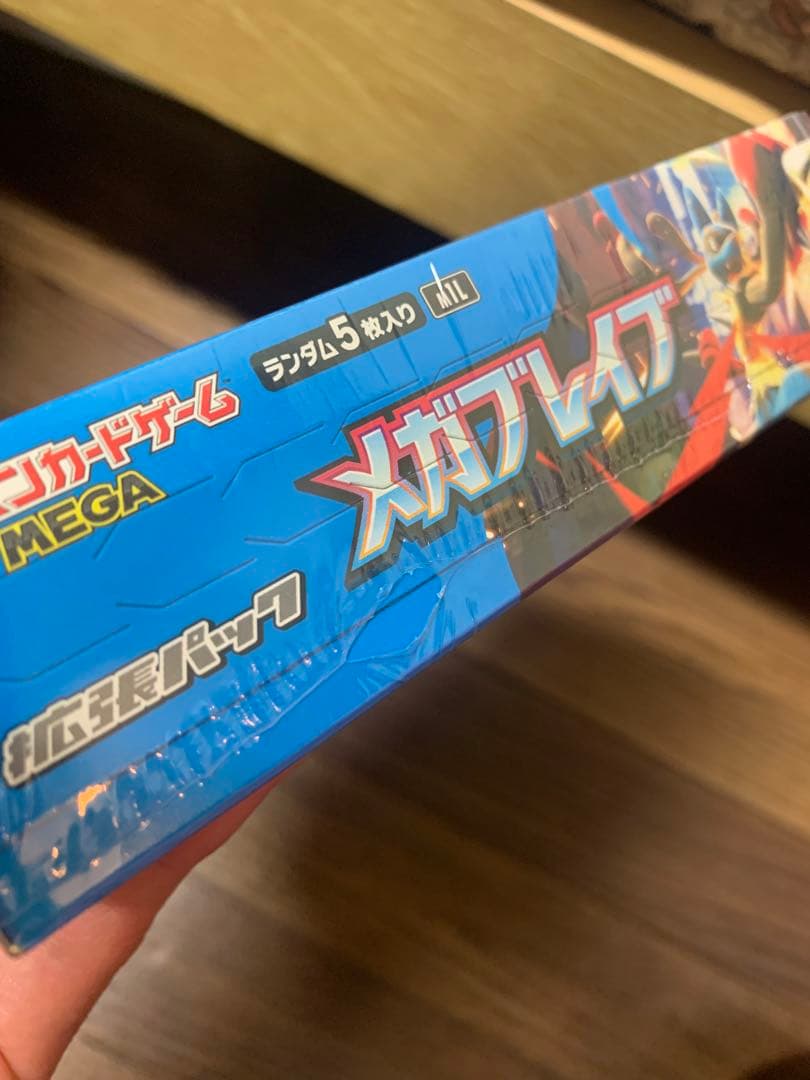 ンカードゲーム
MEGA
拡張パック
ランダム5枚入り
M1L
メガブレイブ